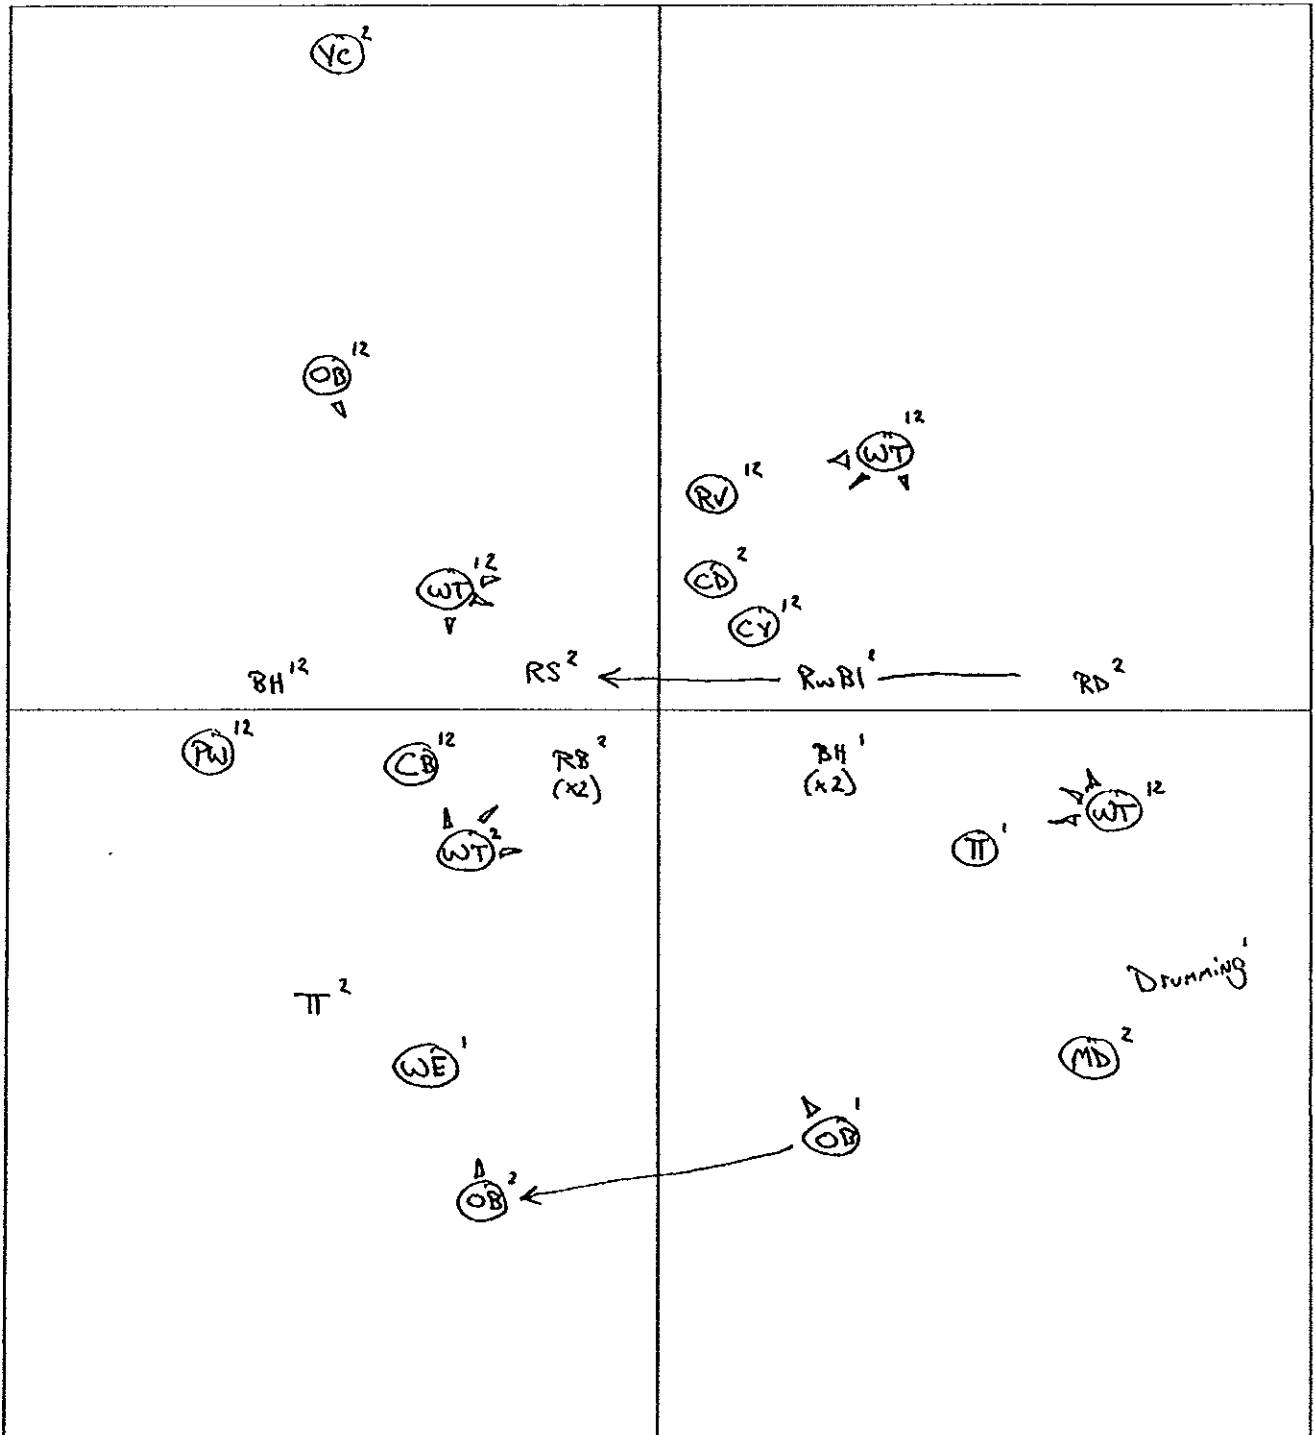 YC 2
OB 12
WT 12
RV 12
WT 12
CD 2
CY 12
BH 12
RS 2
RwBl 2
RD 2
PW 12
CB 12
RB 2
(x2)
BH 1
(x2)
WT 12
WT 2
TT 1
Drumming 1
TT 2
WE 1
MD 2
OB 1
OB 2